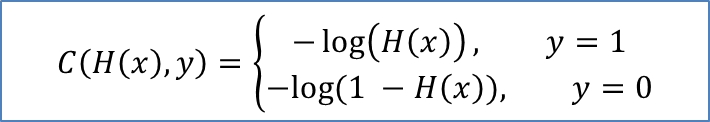 C(H(x), y) = { −log(H(x)), y = 1
−log(1 − H(x)), y = 0